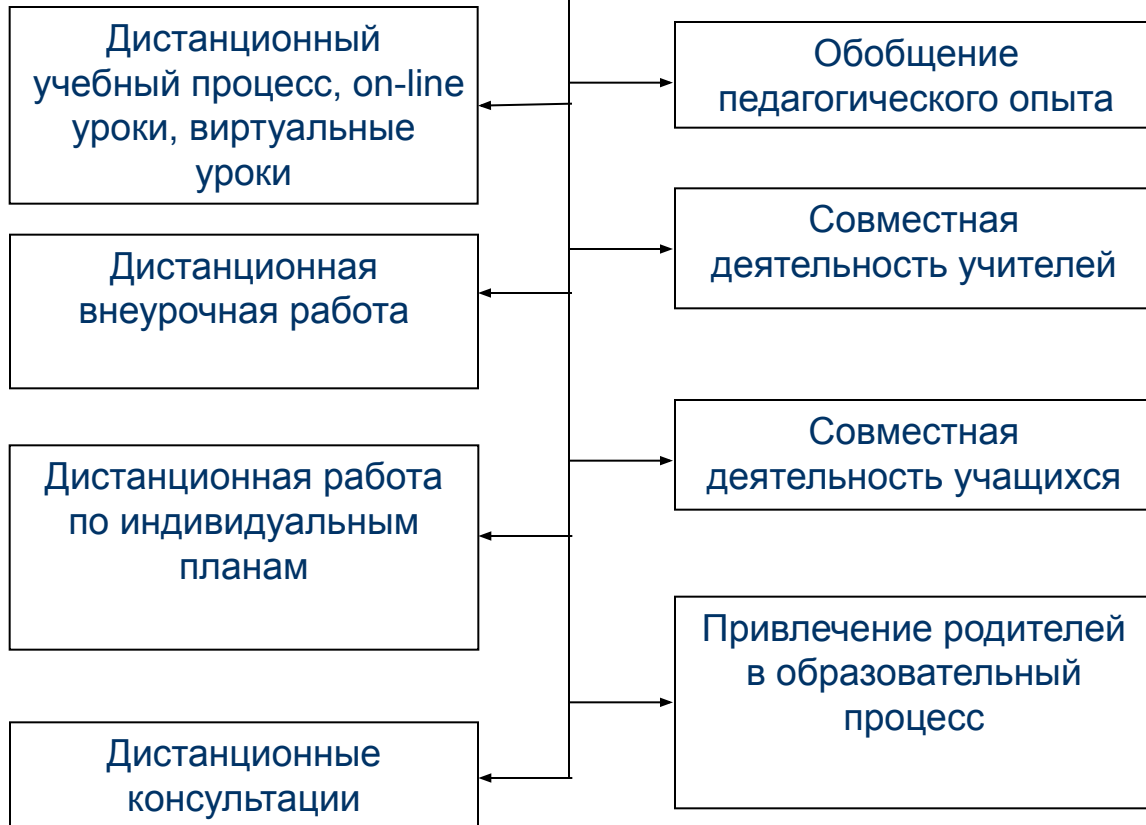 Дистанционный
учебный процесс, on-line
уроки, виртуальные
уроки
Дистанционная
внеурочная работа
Дистанционная работа
по индивидуальным
планам
Дистанционные
консультации
Обобщение
педагогического опыта
Совместная
деятельность учителей
Совместная
деятельность учащихся
Привлечение родителей
в образовательный
процесс